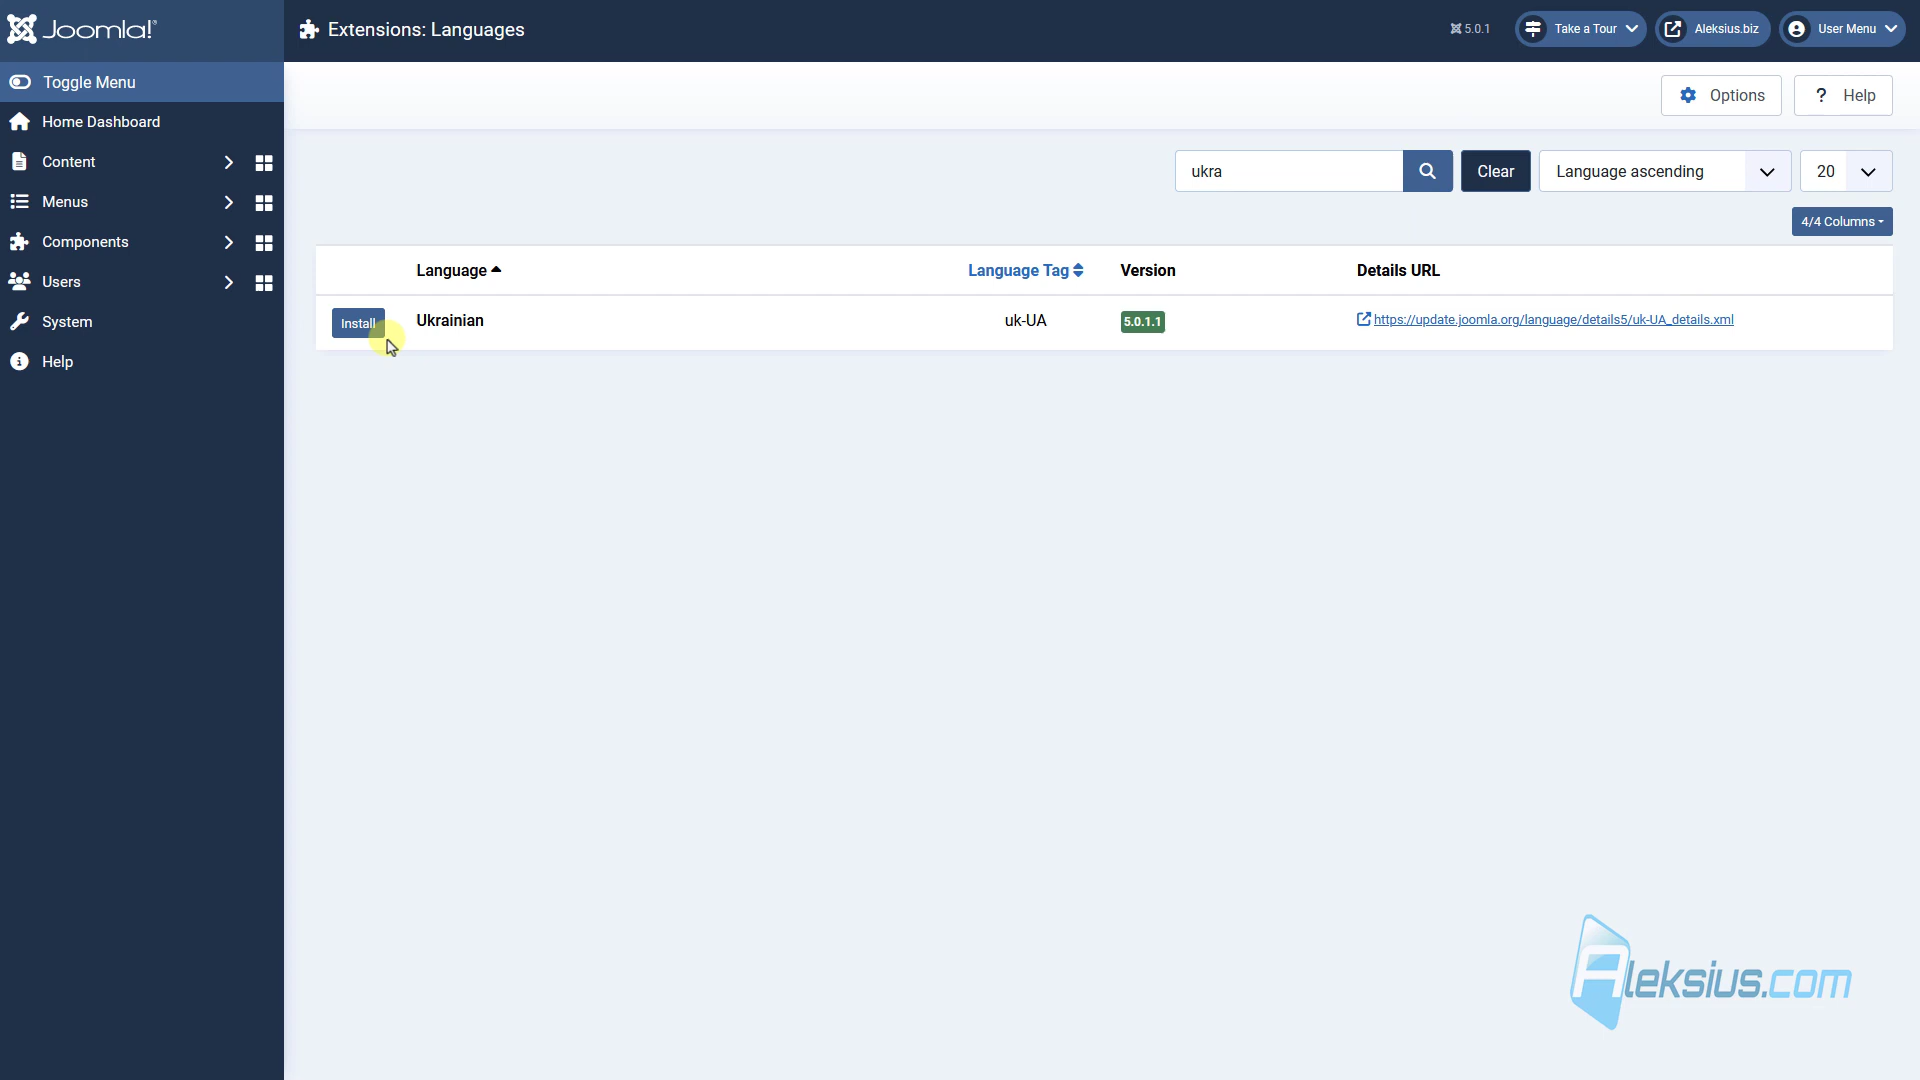 Joomla!®
Extensions: Languages
5.0.1
Take a Tour
Aleksius.biz
User Menu
Toggle Menu
Options
? Help
Home Dashboard
Content
Menus
Components
Users
System
Help
ukra
Clear
Language ascending
20
4/4 Columns
Language
Language Tag
Version
Details URL
Install
Ukrainian
uk-UA
5.0.1.1
https://update.joomla.org/language/details5/uk-UA_details.xml
Aleksius.com